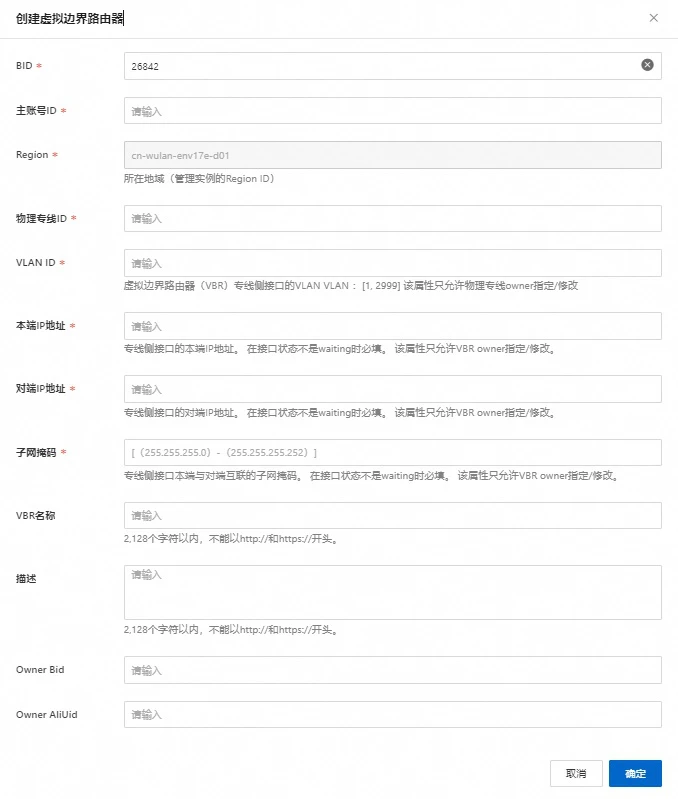 创建虚拟边界路由器
BID *
26842
主账号ID *
请输入
Region *
cn-wulan-env17e-d01
所在地域（管理实例的Region ID）
物理专线ID *
请输入
VLAN ID *
请输入
虚拟边界路由器（VBR）专线侧接口的VLAN VLAN ：[1, 2999] 该属性只允许物理专线owner指定/修改
本端IP地址 *
请输入
专线侧接口的本端IP地址。 在接口状态不是waiting时必填。 该属性只允许VBR owner指定/修改。
对端IP地址 *
请输入
专线侧接口的对端IP地址。 在接口状态不是waiting时必填。 该属性只允许VBR owner指定/修改。
子网掩码 *
[（255.255.255.0）-（255.255.255.252）]
专线侧接口本端与对端互联的子网掩码。 在接口状态不是waiting时必填。 该属性只允许VBR owner指定/修改。
VBR名称
请输入
2,128个字符以内，不能以http://和https://开头。
描述
请输入
2,128个字符以内，不能以http://和https://开头。
Owner Bid
请输入
Owner AliUid
请输入
取消 确定